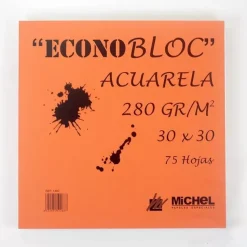 "ECONOBLOC"
ACUARELA
280 GR/M²
30 x 30
75 Hojas
MICHEL